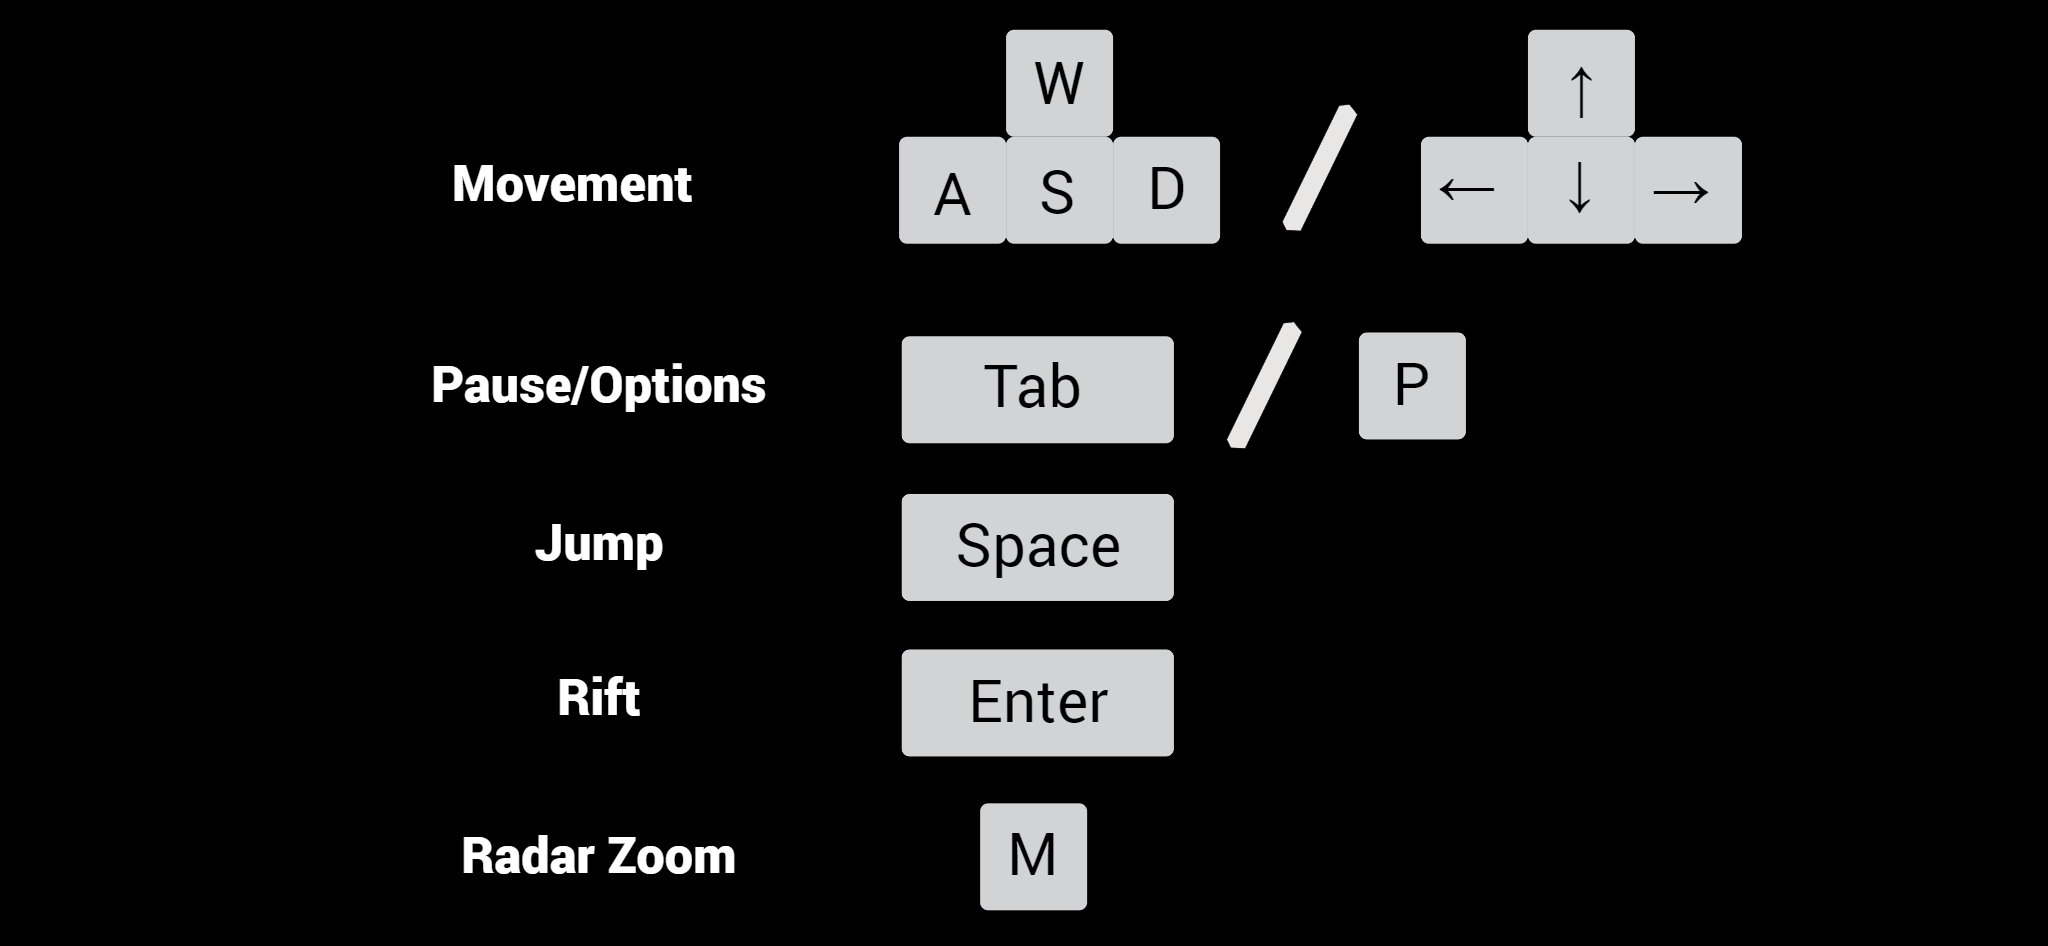 W / ↑
Movement A S D ← ↓ →
Pause/Options Tab / P
Jump Space
Rift Enter
Radar Zoom M